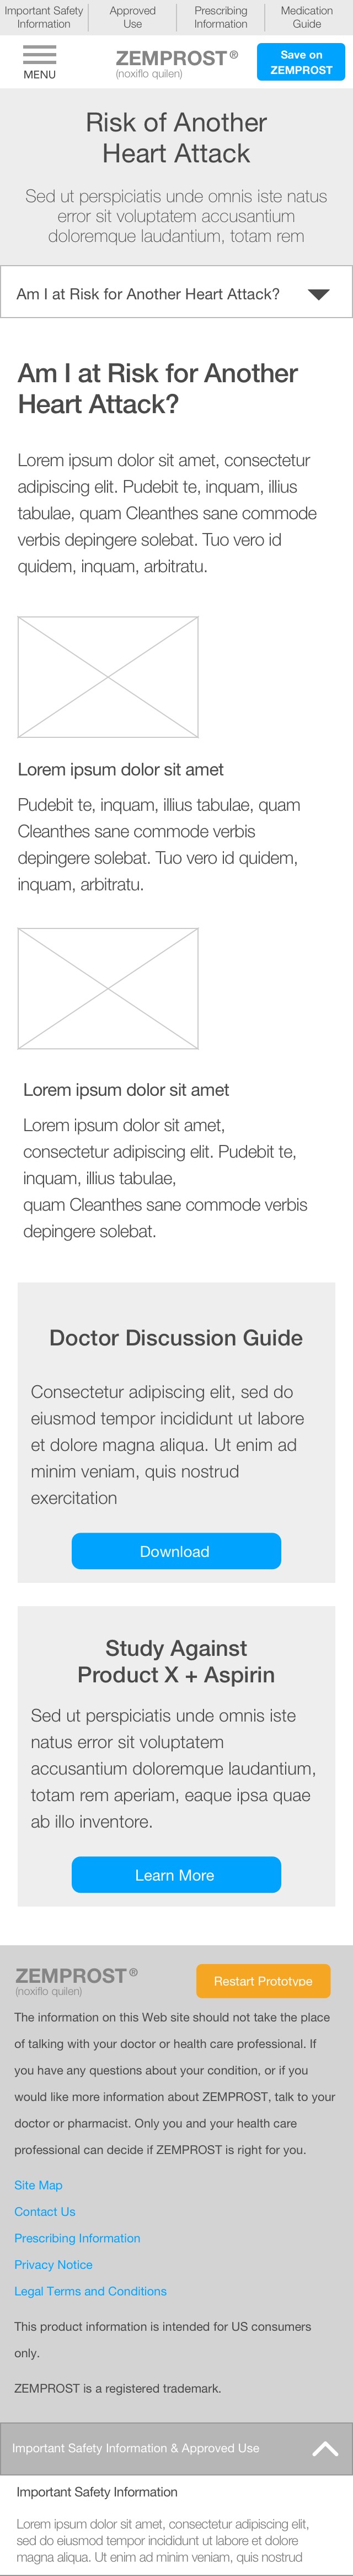 Important Safety Information
Approved Use
Prescribing Information
Medication Guide
MENU
ZEMPROST®
(noxiflo quilen)
Save on
ZEMPROST
Risk of Another
Heart Attack
Sed ut perspiciatis unde omnis iste natus
error sit voluptatem accusantium
doloremque laudantium, totam rem
Am I at Risk for Another Heart Attack?
Am I at Risk for Another
Heart Attack?
Lorem ipsum dolor sit amet, consectetur
adipiscing elit. Pudebit te, inquam, illius
tabulae, quam Cleanthes sane commode
verbis depingere solebat. Tuo vero id
quidem, inquam, arbitratu.
Lorem ipsum dolor sit amet
Pudebit te, inquam, illius tabulae, quam
Cleanthes sane commode verbis
depingere solebat. Tuo vero id quidem,
inquam, arbitratu.
Lorem ipsum dolor sit amet
Lorem ipsum dolor sit amet,
consectetur adipiscing elit. Pudebit te,
inquam, illius tabulae,
quam Cleanthes sane commode verbis
depingere solebat.
Doctor Discussion Guide
Consectetur adipiscing elit, sed do
eiusmod tempor incididunt ut labore
et dolore magna aliqua. Ut enim ad
minim veniam, quis nostrud
exercitation
Download
Study Against
Product X + Aspirin
Sed ut perspiciatis unde omnis iste
natus error sit voluptatem
accusantium doloremque laudantium,
totam rem aperiam, eaque ipsa quae
ab illo inventore.
Learn More
ZEMPROST®
(noxiflo quilen)
Restart Prototype
The information on this Web site should not take the place
of talking with your doctor or health care professional. If
you have any questions about your condition, or if you
would like more information about ZEMPROST, talk to your
doctor or pharmacist. Only you and your health care
professional can decide if ZEMPROST is right for you.
Site Map
Contact Us
Prescribing Information
Privacy Notice
Legal Terms and Conditions
This product information is intended for US consumers
only.
ZEMPROST is a registered trademark.
Important Safety Information & Approved Use
Important Safety Information
Lorem ipsum dolor sit amet, consectetur adipiscing elit,
sed do eiusmod tempor incididunt ut labore et dolore
magna aliqua. Ut enim ad minim veniam, quis nostrud